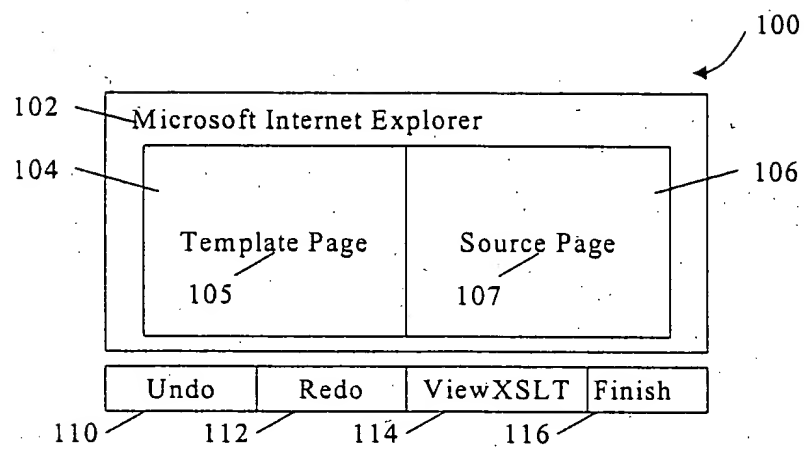 100
102
Microsoft Internet Explorer
104
106
Template Page
Source Page
105
107
Undo
Redo
ViewXSLT
Finish
110
112
114
116